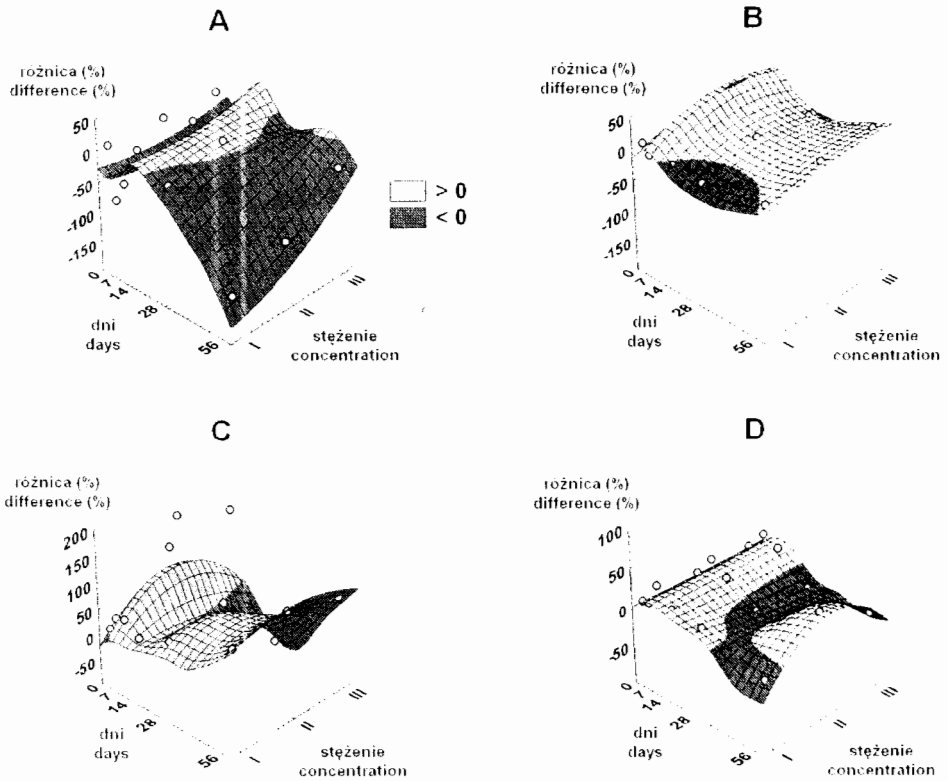 A
różnica (%)
difference (%)
50
0
-50
-100
-150
0
7
14
28
56
dni
days
I
II
III
stężenie
concentration
> 0
< 0
B
różnica (%)
difference (%)
50
0
-50
-100
-150
0
7
14
28
56
dni
days
I
II
III
stężenie
concentration
C
różnica (%)
difference (%)
200
150
100
50
0
-50
0
7
14
28
56
dni
days
I
II
III
stężenie
concentration
D
różnica (%)
difference (%)
100
50
0
-50
0
7
14
28
56
dni
days
I
II
III
stężenie
concentration